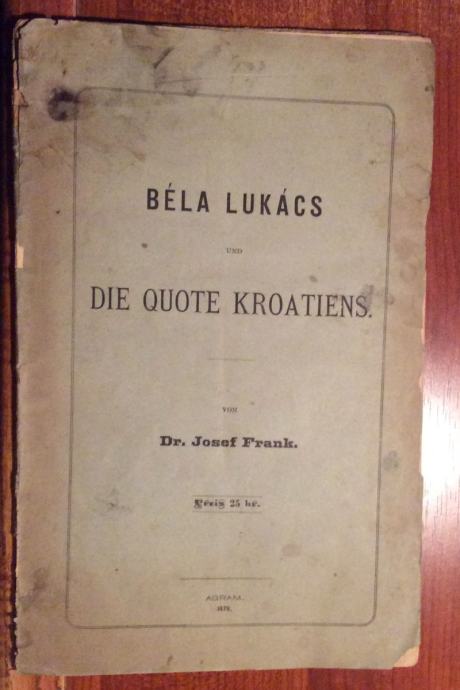 BÉLA LUKÁCS
UND
DIE QUOTE KROATIENS.
VON
Dr. Josef Frank.
Preis 25 kr.
AGRAM.